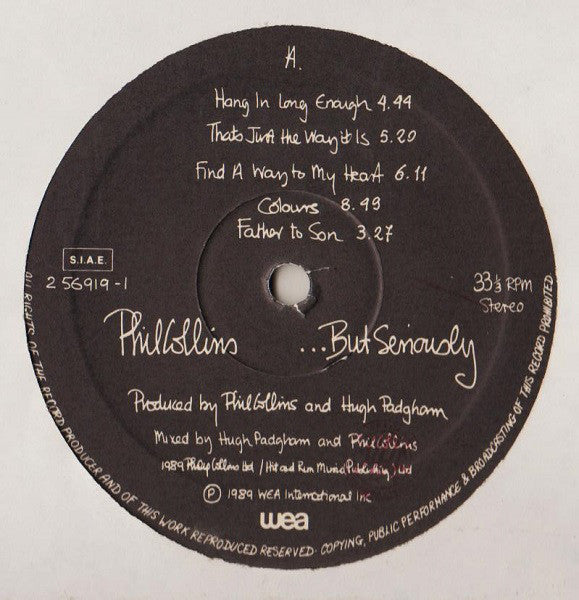 A.
Hang In Long Enough 4.44
Thats Just the Way It Is 5.20
Find A Way to My Heart 6.11
Colours 8.49
Father to Son 3.27
S.I.A.E.
2 56919-1
33 1/3 RPM
Stereo
Phil Collins ...But Seriously
Produced by Phil Collins and Hugh Padgham
Mixed by Hugh Padgham and Phil Collins
1989 Philip Collins Ltd / Hit and Run Music Publishing Ltd
℗ 1989 WEA International Inc
wea
ALL RIGHTS OF THE RECORD PRODUCER AND OF THIS WORK REPRODUCED RESERVED· COPYING, PUBLIC PERFORMANCE & BROADCASTING OF THIS RECORD PROHIBITED